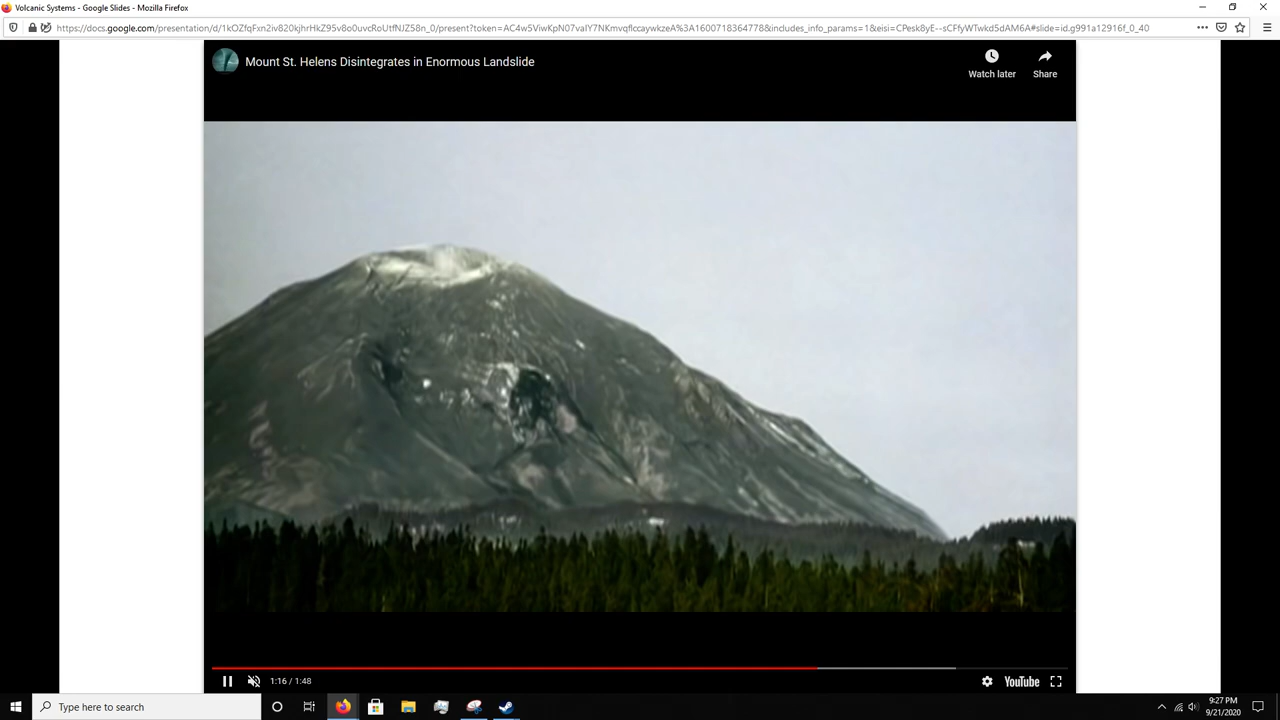 Volcanic Systems - Google Slides - Mozilla Firefox
https://docs.google.com/presentation/d/1kOZfqFxn2iv820kjhrHkZ95v8o0uvcRoUtfNJZ58n_0/present?token=AC4w5ViwKpN07vaIY7NKmvqflccaywkzeA%3A1600718364778&includes_info_params=1&eisi=CPesk8yE--sCFfyWTwkd5dAM6A#slide=id.g991a12916f_0_40
Mount St. Helens Disintegrates in Enormous Landslide
Watch later
Share
1:16 / 1:48
YouTube
Type here to search
9:27 PM
9/21/2020